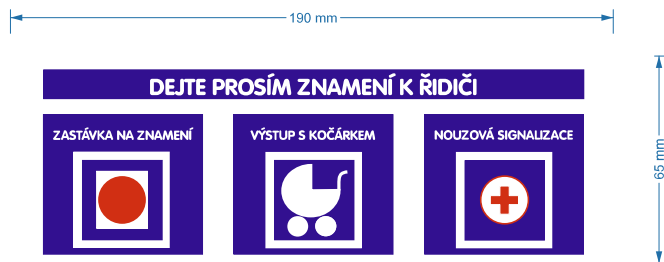 190 mm
DEJTE PROSÍM ZNAMENÍ K ŘIDIČI
ZASTÁVKA NA ZNAMENÍ
VÝSTUP S KOČÁRKEM
NOUZOVÁ SIGNALIZACE
65 mm